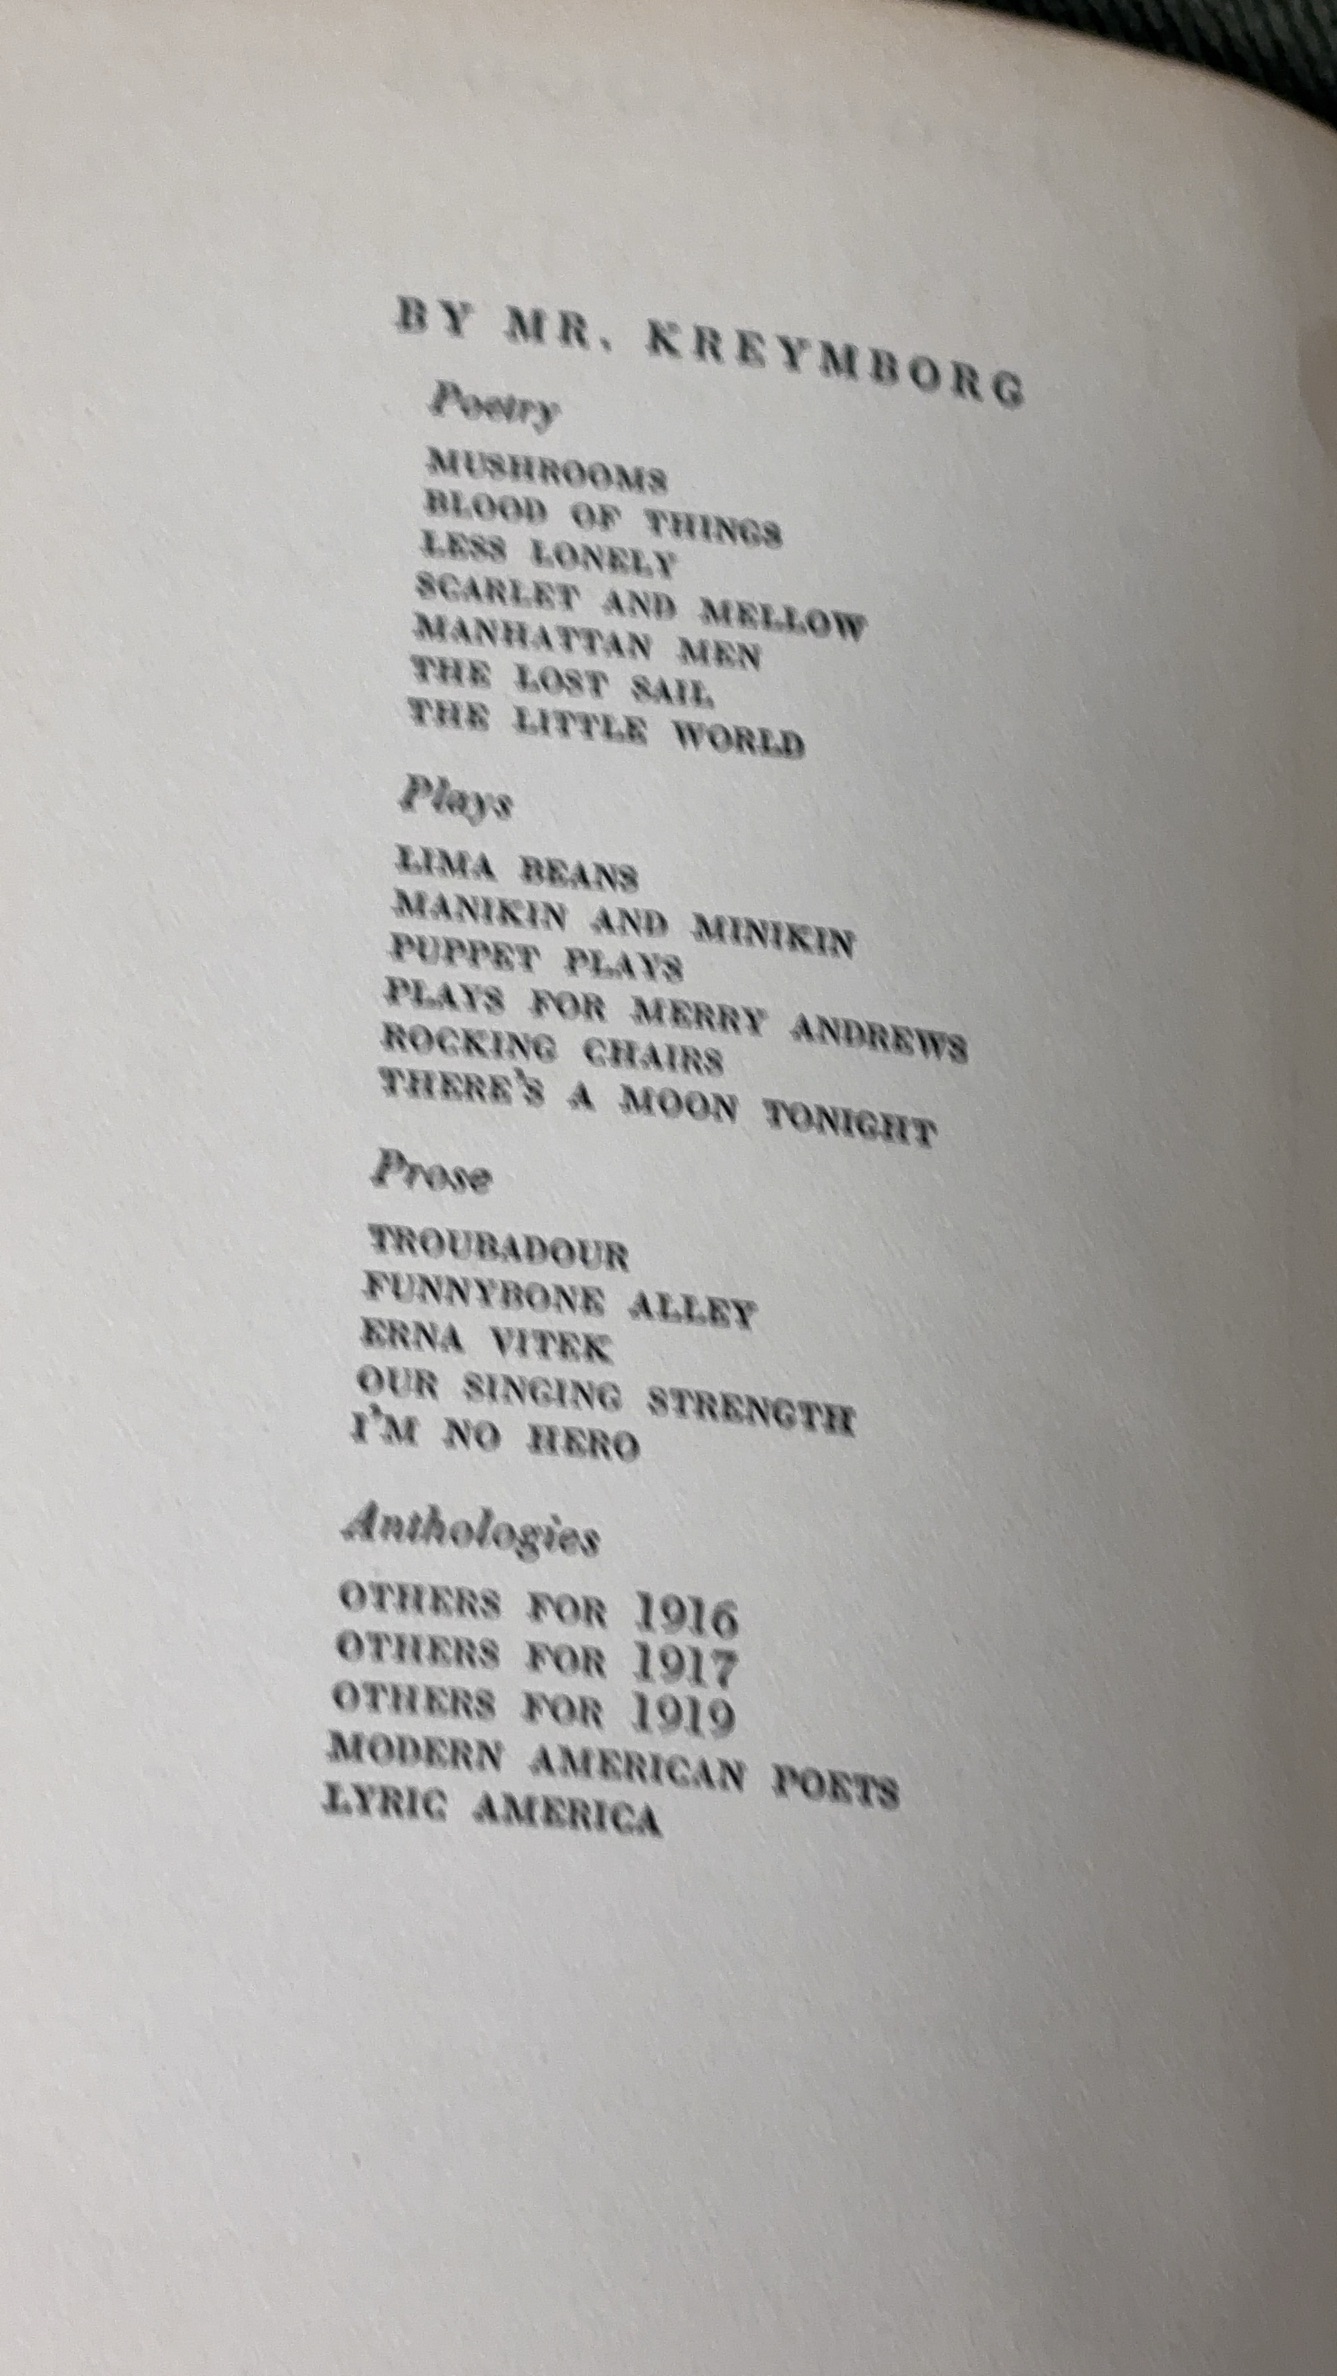 BY MR. KREYMBORG
Poetry
MUSHROOMS
BLOOD OF THINGS
LESS LONELY
SCARLET AND MELLOW
MANHATTAN MEN
THE LOST SAIL
THE LITTLE WORLD
Plays
LIMA BEANS
MANIKIN AND MINIKIN
PUPPET PLAYS
PLAYS FOR MERRY ANDREWS
ROCKING CHAIRS
THERE'S A MOON TONIGHT
Prose
TROUBADOUR
FUNNYBONE ALLEY
ERNA VITEK
OUR SINGING STRENGTH
I'M NO HERO
Anthologies
OTHERS FOR 1916
OTHERS FOR 1917
OTHERS FOR 1919
MODERN AMERICAN POETS
LYRIC AMERICA